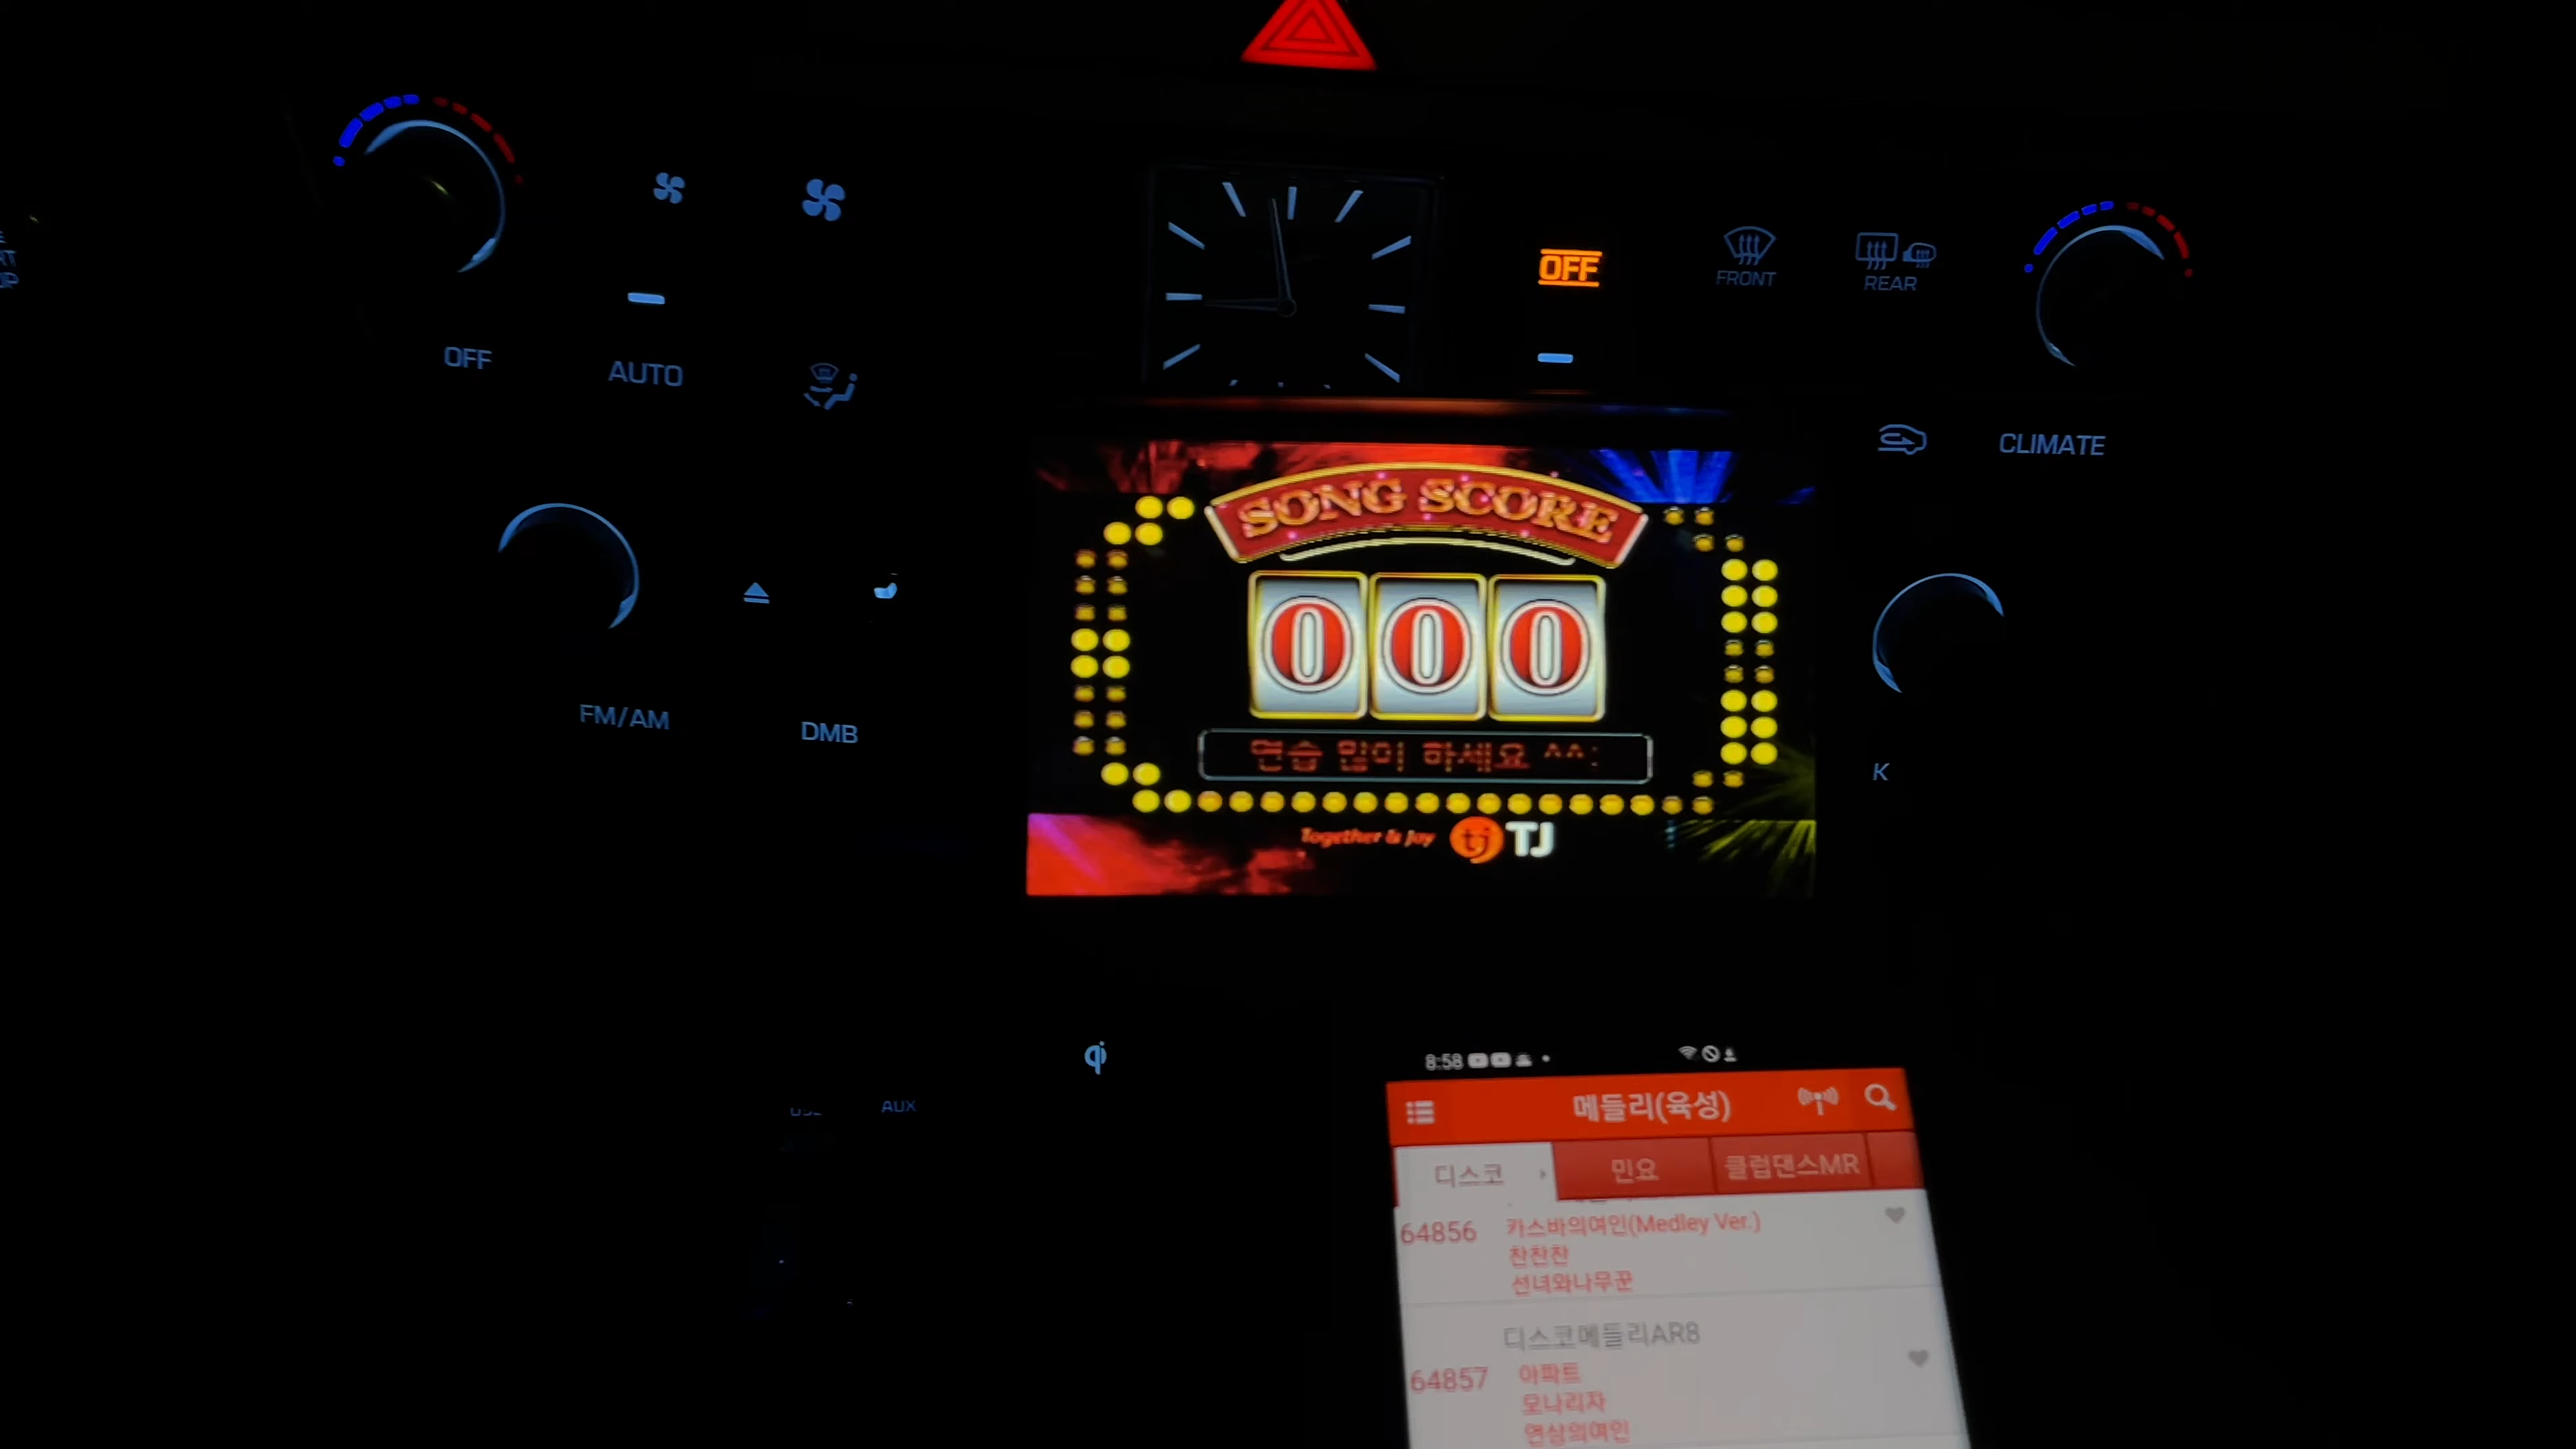 OFF
FRONT
REAR
OFF
AUTO
CLIMATE
SONG SCORE
000
연습 많이 하세요 ^^:
Together & Joy tj TJ
FM/AM
DMB
K
qi
AUX
8:58
메들리(육성)
디스코
민요
클럽댄스MR
64856
카스바의여인(Medley Ver.)
찬찬찬
선녀와나무꾼
디스코메들리AR8
64857
아파트
모나리자
연상의여인